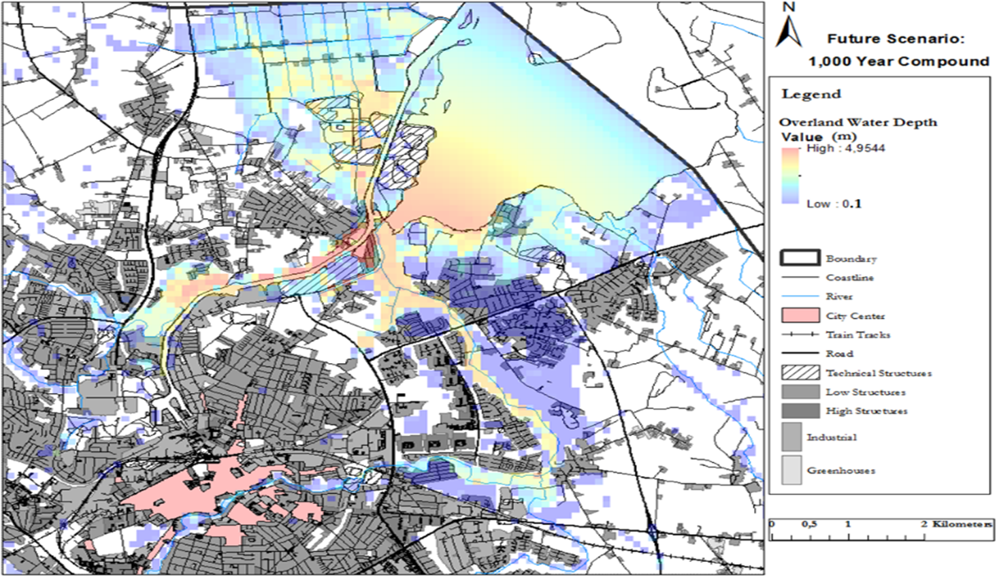 N
Future Scenario:
1,000 Year Compound
Legend
Overland Water Depth
Value (m)
High : 4,9544
Low : 0.1
Boundary
Coastline
River
City Center
Train Tracks
Road
Technical Structures
Low Structures
High Structures
Industrial
Greenhouses
0 0,5 1 2 Kilometers